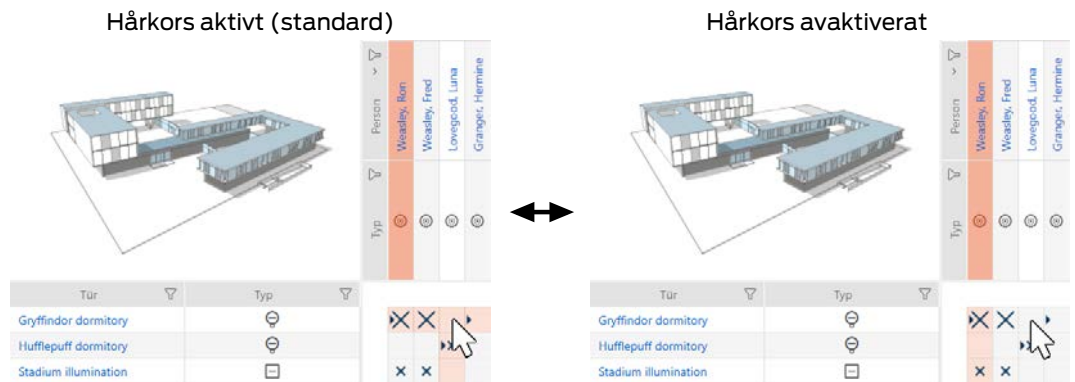 Hårkors aktivt (standard)
Person
Weasley, Ron
Weasley, Fred
Lovegood, Luna
Granger, Hermine
Typ
Tür Typ
Gryffindor dormitory
Hufflepuff dormitory
Stadium illumination
Hårkors avaktiverat
Person
Weasley, Ron
Weasley, Fred
Lovegood, Luna
Granger, Hermine
Typ
Tür Typ
Gryffindor dormitory
Hufflepuff dormitory
Stadium illumination